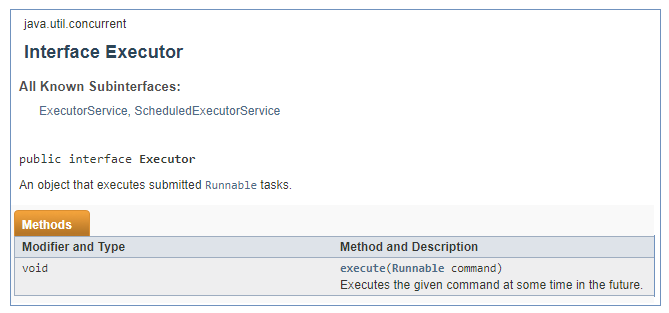 java.util.concurrent
Interface Executor
All Known Subinterfaces:
ExecutorService, ScheduledExecutorService
public interface Executor
An object that executes submitted Runnable tasks.
Methods
Modifier and Type Method and Description
void execute(Runnable command)
Executes the given command at some time in the future.